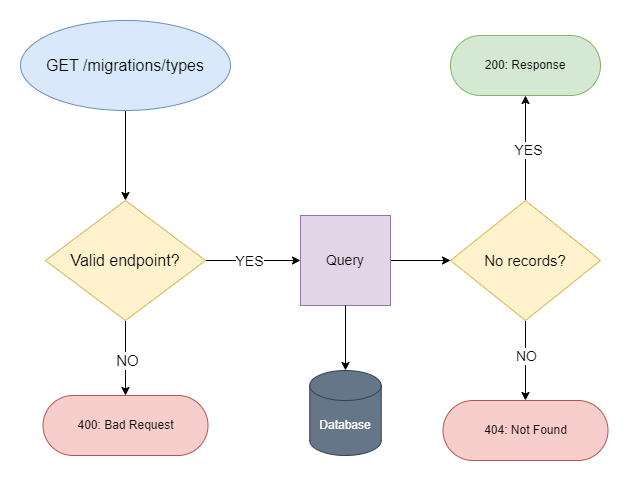 GET /migrations/types
200: Response
YES
Valid endpoint?
YES
Query
No records?
NO
NO
400: Bad Request
Database
404: Not Found